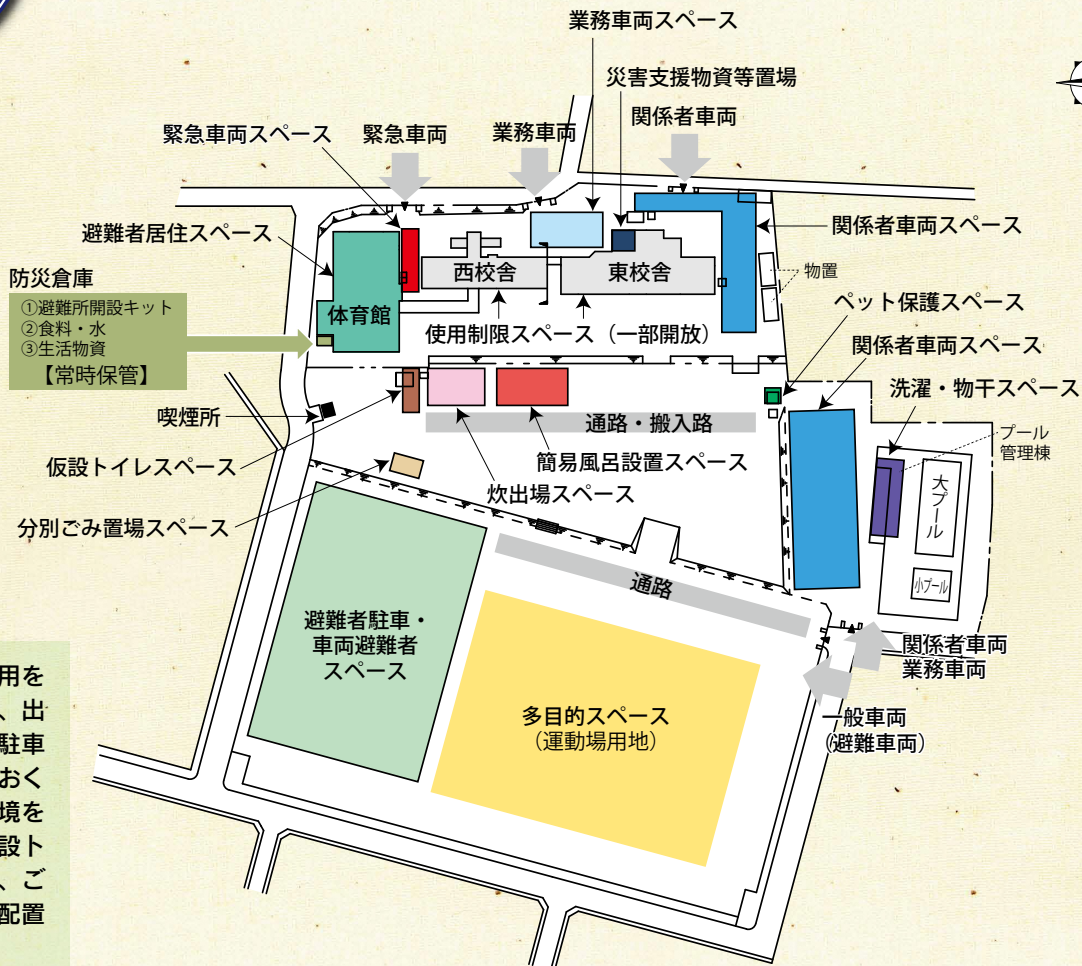 業務車両スペース
災害支援物資等置場
緊急車両スペース
緊急車両
業務車両
関係者車両
避難者居住スペース
関係者車両スペース
防災倉庫
①避難所開設キット
②食料・水
③生活物資
【常時保管】
体育館
西校舎
東校舎
物置
使用制限スペース（一部開放）
ペット保護スペース
関係者車両スペース
洗濯・物干スペース
喫煙所
通路・搬入路
プール
管理棟
仮設トイレスペース
簡易風呂設置スペース
炊出場スペース
大プール
分別ごみ置場スペース
小プール
通路
避難者駐車・
車両避難者
スペース
関係者車両
業務車両
多目的スペース
（運動場用地）
一般車両
（避難車両）
用を
、出
駐車
おく
境を
設ト
、ご
配置